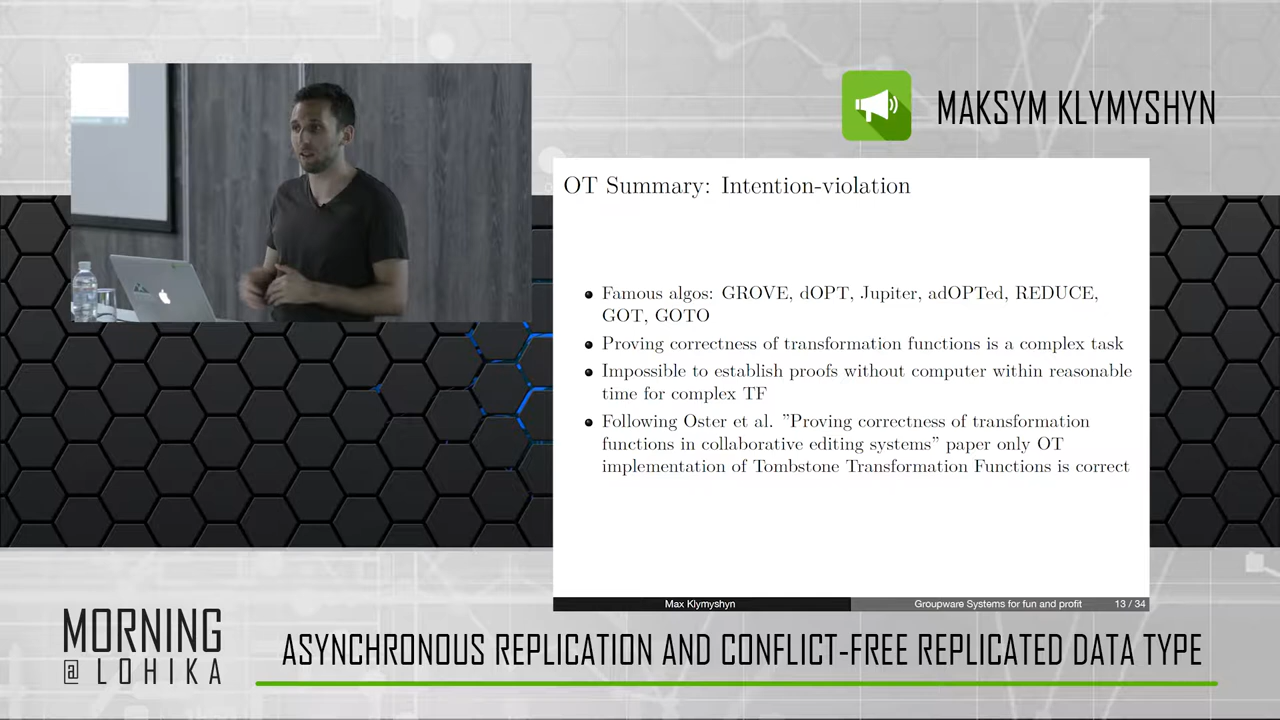 MAKSYM KLYMYSHYN
OT Summary: Intention-violation
Famous algos: GROVE, dOPT, Jupiter, adOPTed, REDUCE,
GOT, GOTO
Proving correctness of transformation functions is a complex task
Impossible to establish proofs without computer within reasonable
time for complex TF
Following Oster et al. ”Proving correctness of transformation
functions in collaborative editing systems” paper only OT
implementation of Tombstone Transformation Functions is correct
Max Klymyshyn
Groupware Systems for fun and profit 13 / 34
MORNING
@ LOHIKA
ASYNCHRONOUS REPLICATION AND CONFLICT-FREE REPLICATED DATA TYPE